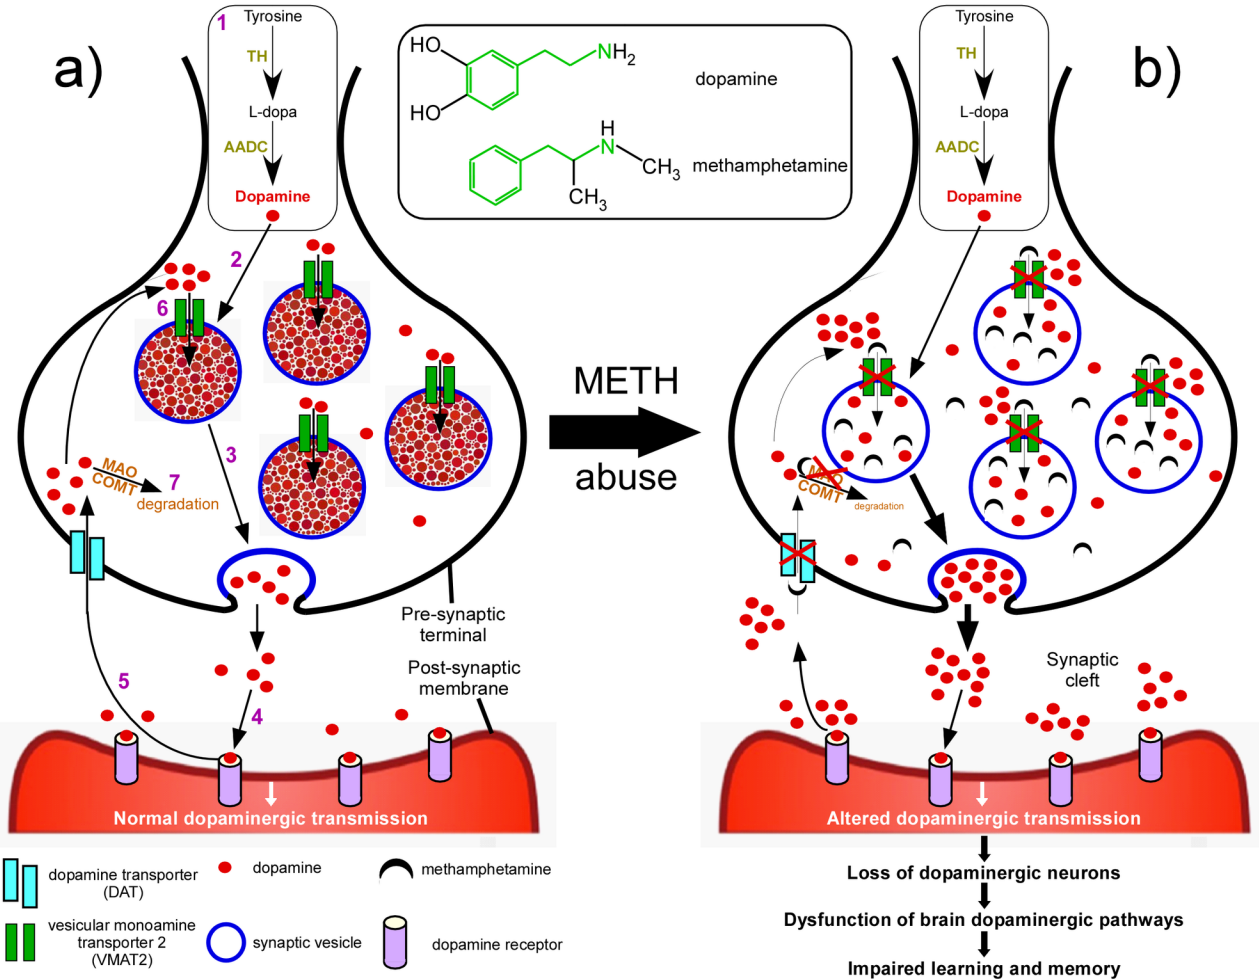 a)
1
Tyrosine
TH
L-dopa
AADC
Dopamine
2
6
3
MAO
COMT
7
degradation
5
4
Pre-synaptic
terminal
Post-synaptic
membrane
Normal dopaminergic transmission
HO
HO
NH2
dopamine
H
N
CH3
CH3
methamphetamine
METH
abuse
b)
Tyrosine
TH
L-dopa
AADC
Dopamine
MAO
COMT
degradation
Synaptic
cleft
Altered dopaminergic transmission
Loss of dopaminergic neurons
Dysfunction of brain dopaminergic pathways
Impaired learning and memory
dopamine transporter
(DAT)
dopamine
methamphetamine
vesicular monoamine
transporter 2
(VMAT2)
synaptic vesicle
dopamine receptor